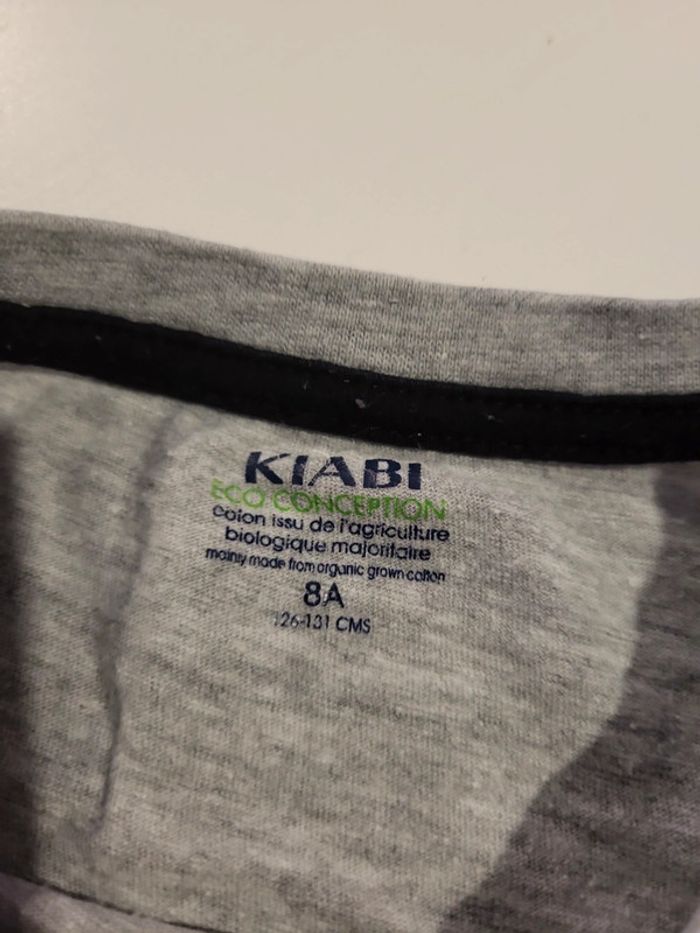 KIABI
ECO CONCEPTION
coton issu de l'agriculture
biologique majoritaire
mainly made from organic grown cotton
8A
126-131 CMS